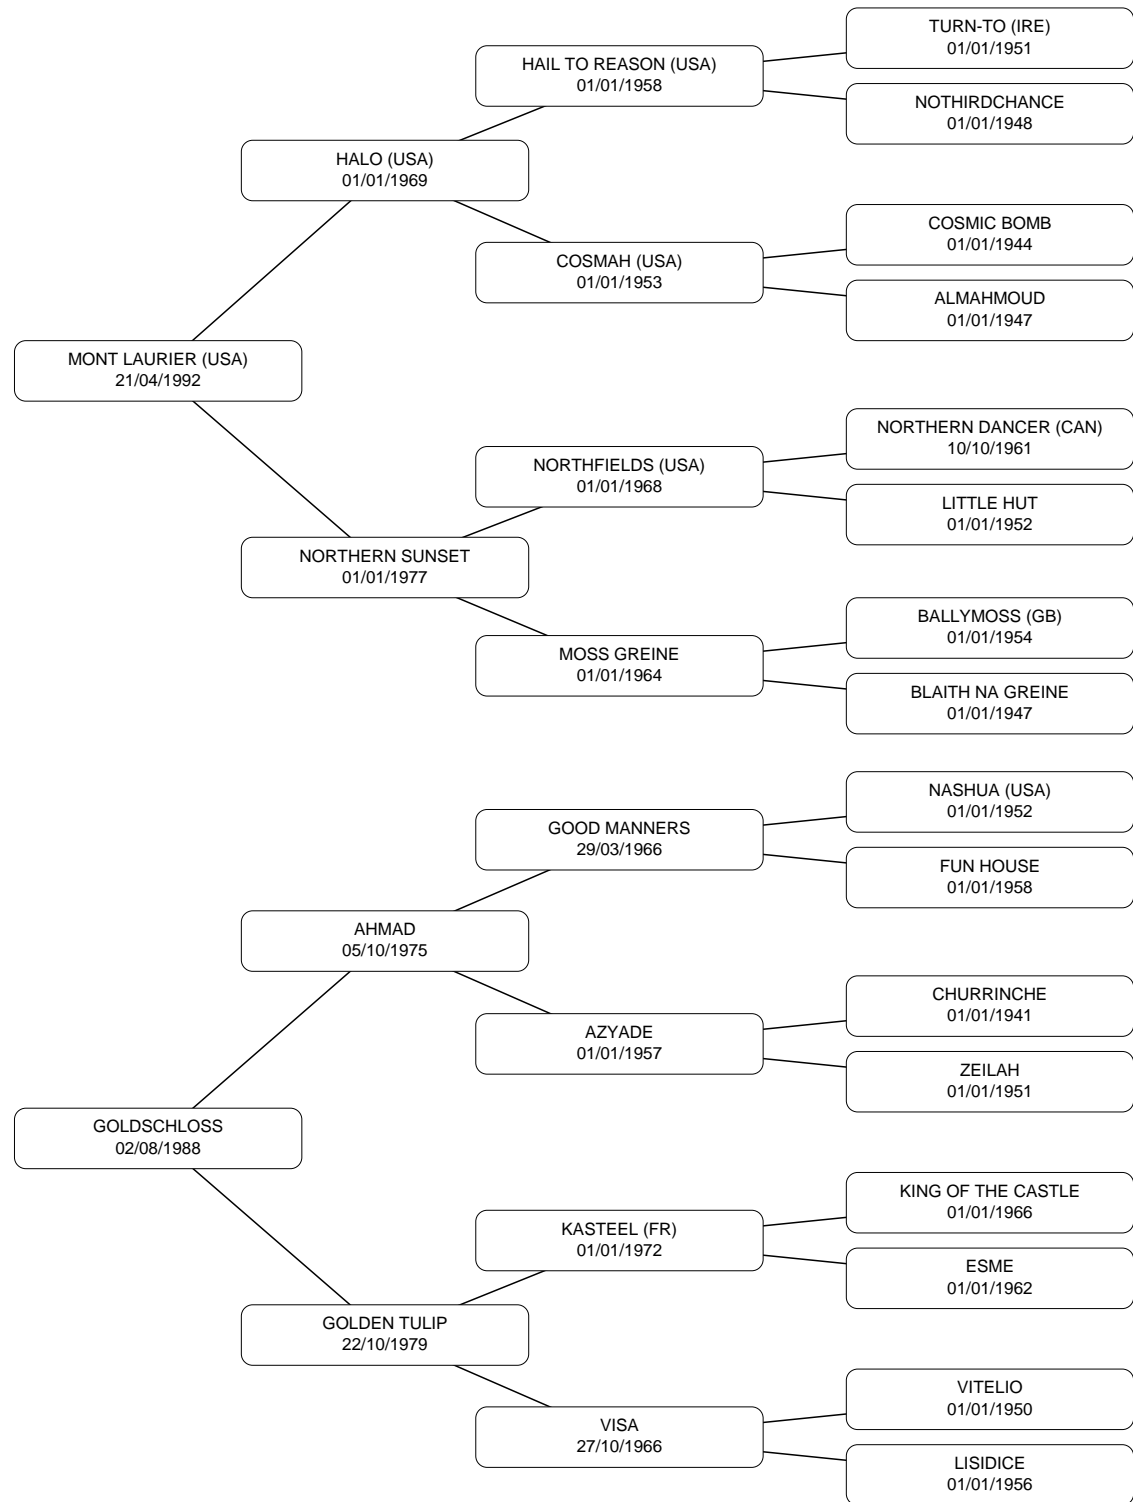 TURN-TO (IRE)
01/01/1951
HAIL TO REASON (USA)
01/01/1958
NOTHIRDCHANCE
01/01/1948
HALO (USA)
01/01/1969
COSMIC BOMB
01/01/1944
COSMAH (USA)
01/01/1953
ALMAHMOUD
01/01/1947
MONT LAURIER (USA)
21/04/1992
NORTHERN DANCER (CAN)
10/10/1961
NORTHFIELDS (USA)
01/01/1968
LITTLE HUT
01/01/1952
NORTHERN SUNSET
01/01/1977
BALLYMOSS (GB)
01/01/1954
MOSS GREINE
01/01/1964
BLAITH NA GREINE
01/01/1947
NASHUA (USA)
01/01/1952
GOOD MANNERS
29/03/1966
FUN HOUSE
01/01/1958
AHMAD
05/10/1975
CHURRINCHE
01/01/1941
AZYADE
01/01/1957
ZEILAH
01/01/1951
GOLDSCHLOSS
02/08/1988
KING OF THE CASTLE
01/01/1966
KASTEEL (FR)
01/01/1972
ESME
01/01/1962
GOLDEN TULIP
22/10/1979
VITELIO
01/01/1950
VISA
27/10/1966
LISIDICE
01/01/1956